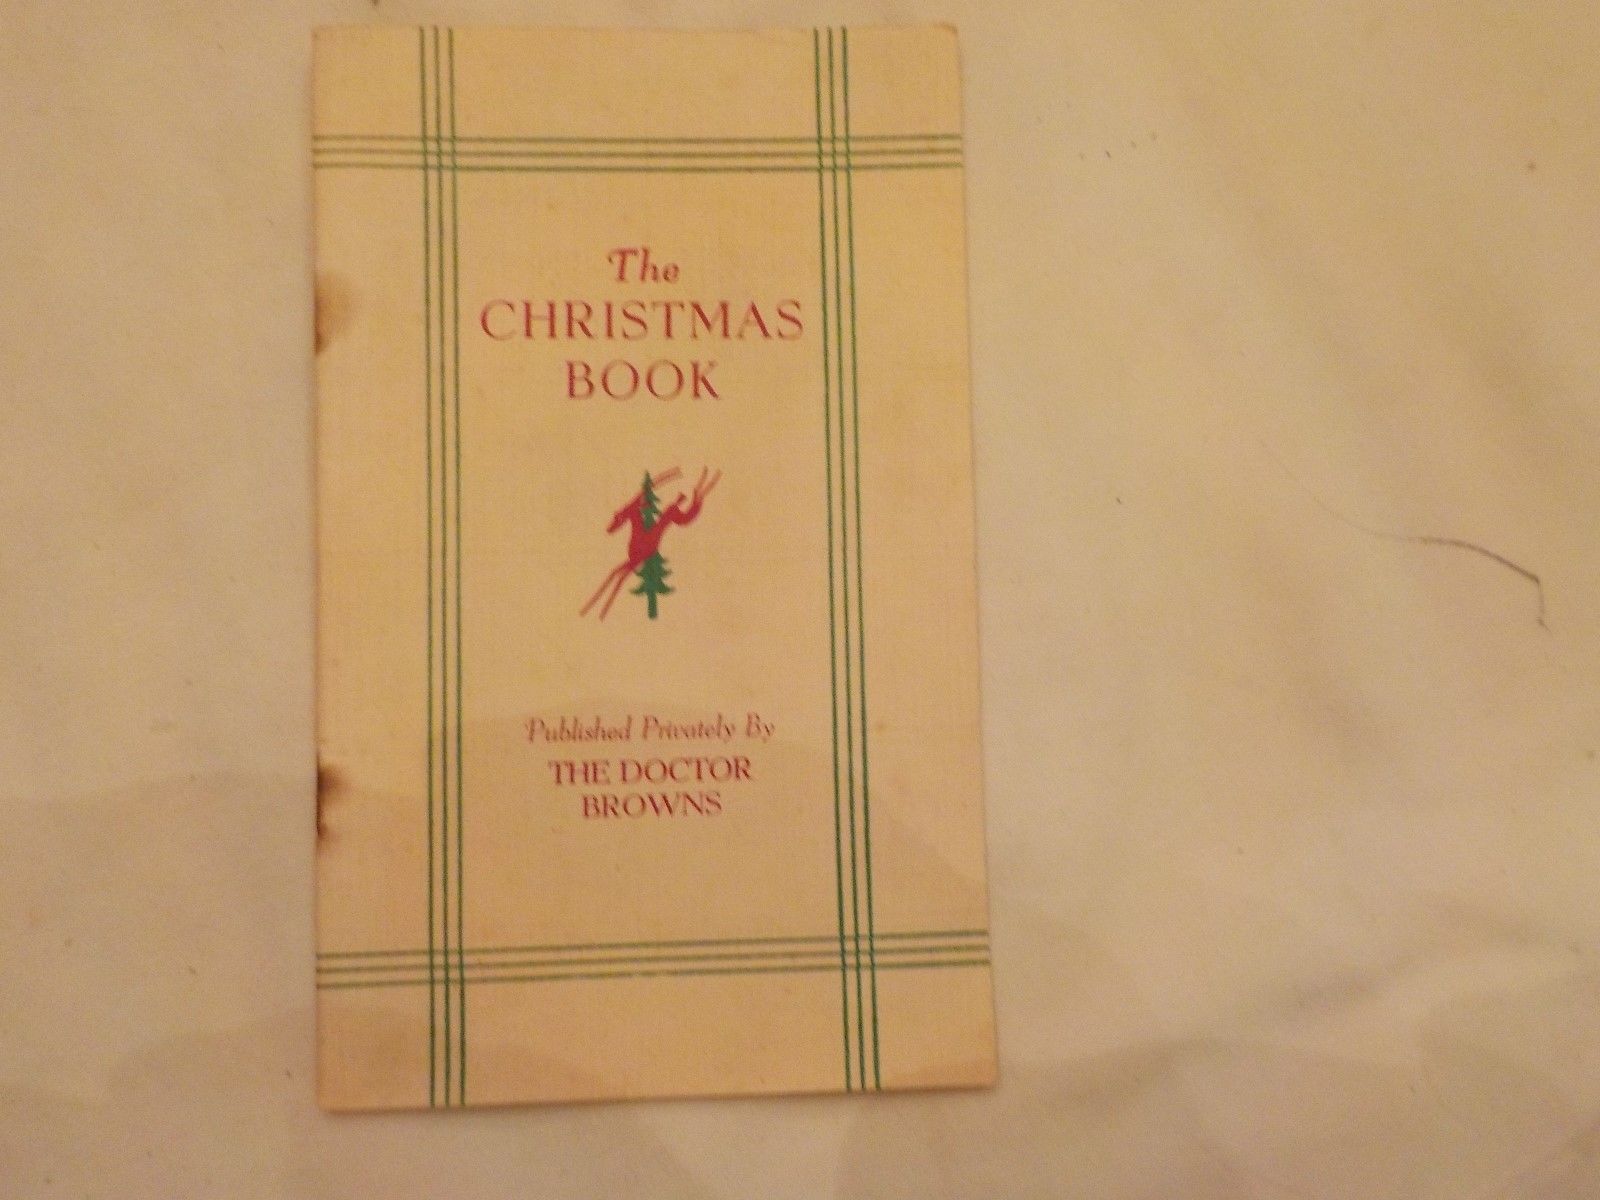 The
CHRISTMAS
BOOK
Published Privately By
THE DOCTOR
BROWNS